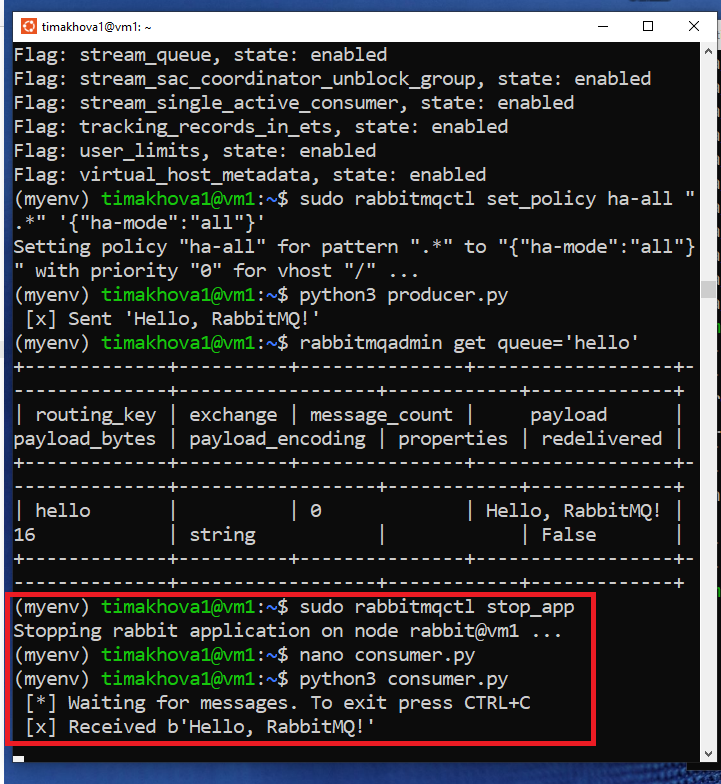 timakhova1@vm1: ~
Flag: stream_queue, state: enabled
Flag: stream_sac_coordinator_unblock_group, state: enabled
Flag: stream_single_active_consumer, state: enabled
Flag: tracking_records_in_ets, state: enabled
Flag: user_limits, state: enabled
Flag: virtual_host_metadata, state: enabled
(myenv) timakhova1@vm1:~$ sudo rabbitmqctl set_policy ha-all "
.*" '{"ha-mode":"all"}'
Setting policy "ha-all" for pattern ".*" to "{"ha-mode":"all"}
" with priority "0" for vhost "/" ...
(myenv) timakhova1@vm1:~$ python3 producer.py
 [x] Sent 'Hello, RabbitMQ!'
(myenv) timakhova1@vm1:~$ rabbitmqadmin get queue='hello'
+-------------+----------+---------------+------------------+-
--------------+------------------+------------+-------------+
| routing_key | exchange | message_count |     payload      | 
payload_bytes | payload_encoding | properties | redelivered |
+-------------+----------+---------------+------------------+-
--------------+------------------+------------+-------------+
| hello       |          | 0             | Hello, RabbitMQ! | 
16            | string           |            | False       |
+-------------+----------+---------------+------------------+-
--------------+------------------+------------+-------------+
(myenv) timakhova1@vm1:~$ sudo rabbitmqctl stop_app
Stopping rabbit application on node rabbit@vm1 ...
(myenv) timakhova1@vm1:~$ nano consumer.py
(myenv) timakhova1@vm1:~$ python3 consumer.py
 [*] Waiting for messages. To exit press CTRL+C
 [x] Received b'Hello, RabbitMQ!'